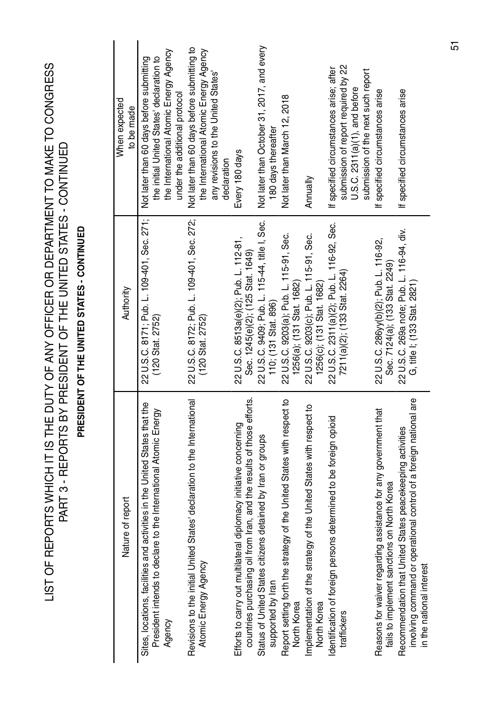 LIST OF REPORTS WHICH IT IS THE DUTY OF ANY OFFICER OR DEPARTMENT TO MAKE TO CONGRESS
PART 3 - REPORTS BY PRESIDENT OF THE UNITED STATES - CONTINUED
PRESIDENT OF THE UNITED STATES - CONTINUED
Nature of report
Authority
When expected
to be made
Sites, locations, facilities and activities in the United States that the
President intends to declare to the International Atomic Energy
Agency
22 U.S.C. 8171; Pub. L. 109-401, Sec. 271;
(120 Stat. 2752)
Not later than 60 days before submitting
the initial United States' declaration to
the International Atomic Energy Agency
under the additional protocol
Revisions to the initial United States' declaration to the International
Atomic Energy Agency
22 U.S.C. 8172; Pub. L. 109-401, Sec. 272;
(120 Stat. 2752)
Not later than 60 days before submitting to
the International Atomic Energy Agency
any revisions to the United States'
declaration
Efforts to carry out multilateral diplomacy initiative concerning
countries purchasing oil from Iran, and the results of those efforts.
22 U.S.C. 8513a(e)(2); Pub. L. 112-81,
Sec. 1245(e)(2); (125 Stat. 1649)
Every 180 days
Status of United States citizens detained by Iran or groups
supported by Iran
22 U.S.C. 9409; Pub. L. 115-44, title I, Sec.
110; (131 Stat. 896)
Not later than October 31, 2017, and every
180 days thereafter
Report setting forth the strategy of the United States with respect to
North Korea
22 U.S.C. 9203(a); Pub. L. 115-91, Sec.
1256(a); (131 Stat. 1682)
Not later than March 12, 2018
Implementation of the strategy of the United States with respect to
North Korea
22 U.S.C. 9203(c); Pub. L. 115-91, Sec.
1256(c); (131 Stat. 1682)
Annually
Identification of foreign persons determined to be foreign opioid
traffickers
22 U.S.C. 2311(a)(2); Pub. L. 116-92, Sec.
7211(a)(2); (133 Stat. 2264)
If specified circumstances arise; after
submission of report required by 22
U.S.C. 2311(a)(1), and before
submission of the next such report
Reasons for waiver regarding assistance for any government that
fails to implement sanctions on North Korea
22 U.S.C. 286yy(b)(2); Pub. L. 116-92,
Sec. 7124(a); (133 Stat. 2249)
If specified circumstances arise
Recommendation that United States peacekeeping activities
involving command or operational control of a foreign national are
in the national interest
22 U.S.C. 269a note; Pub. L. 116-94, div.
G, title I; (133 Stat. 2821)
If specified circumstances arise
51